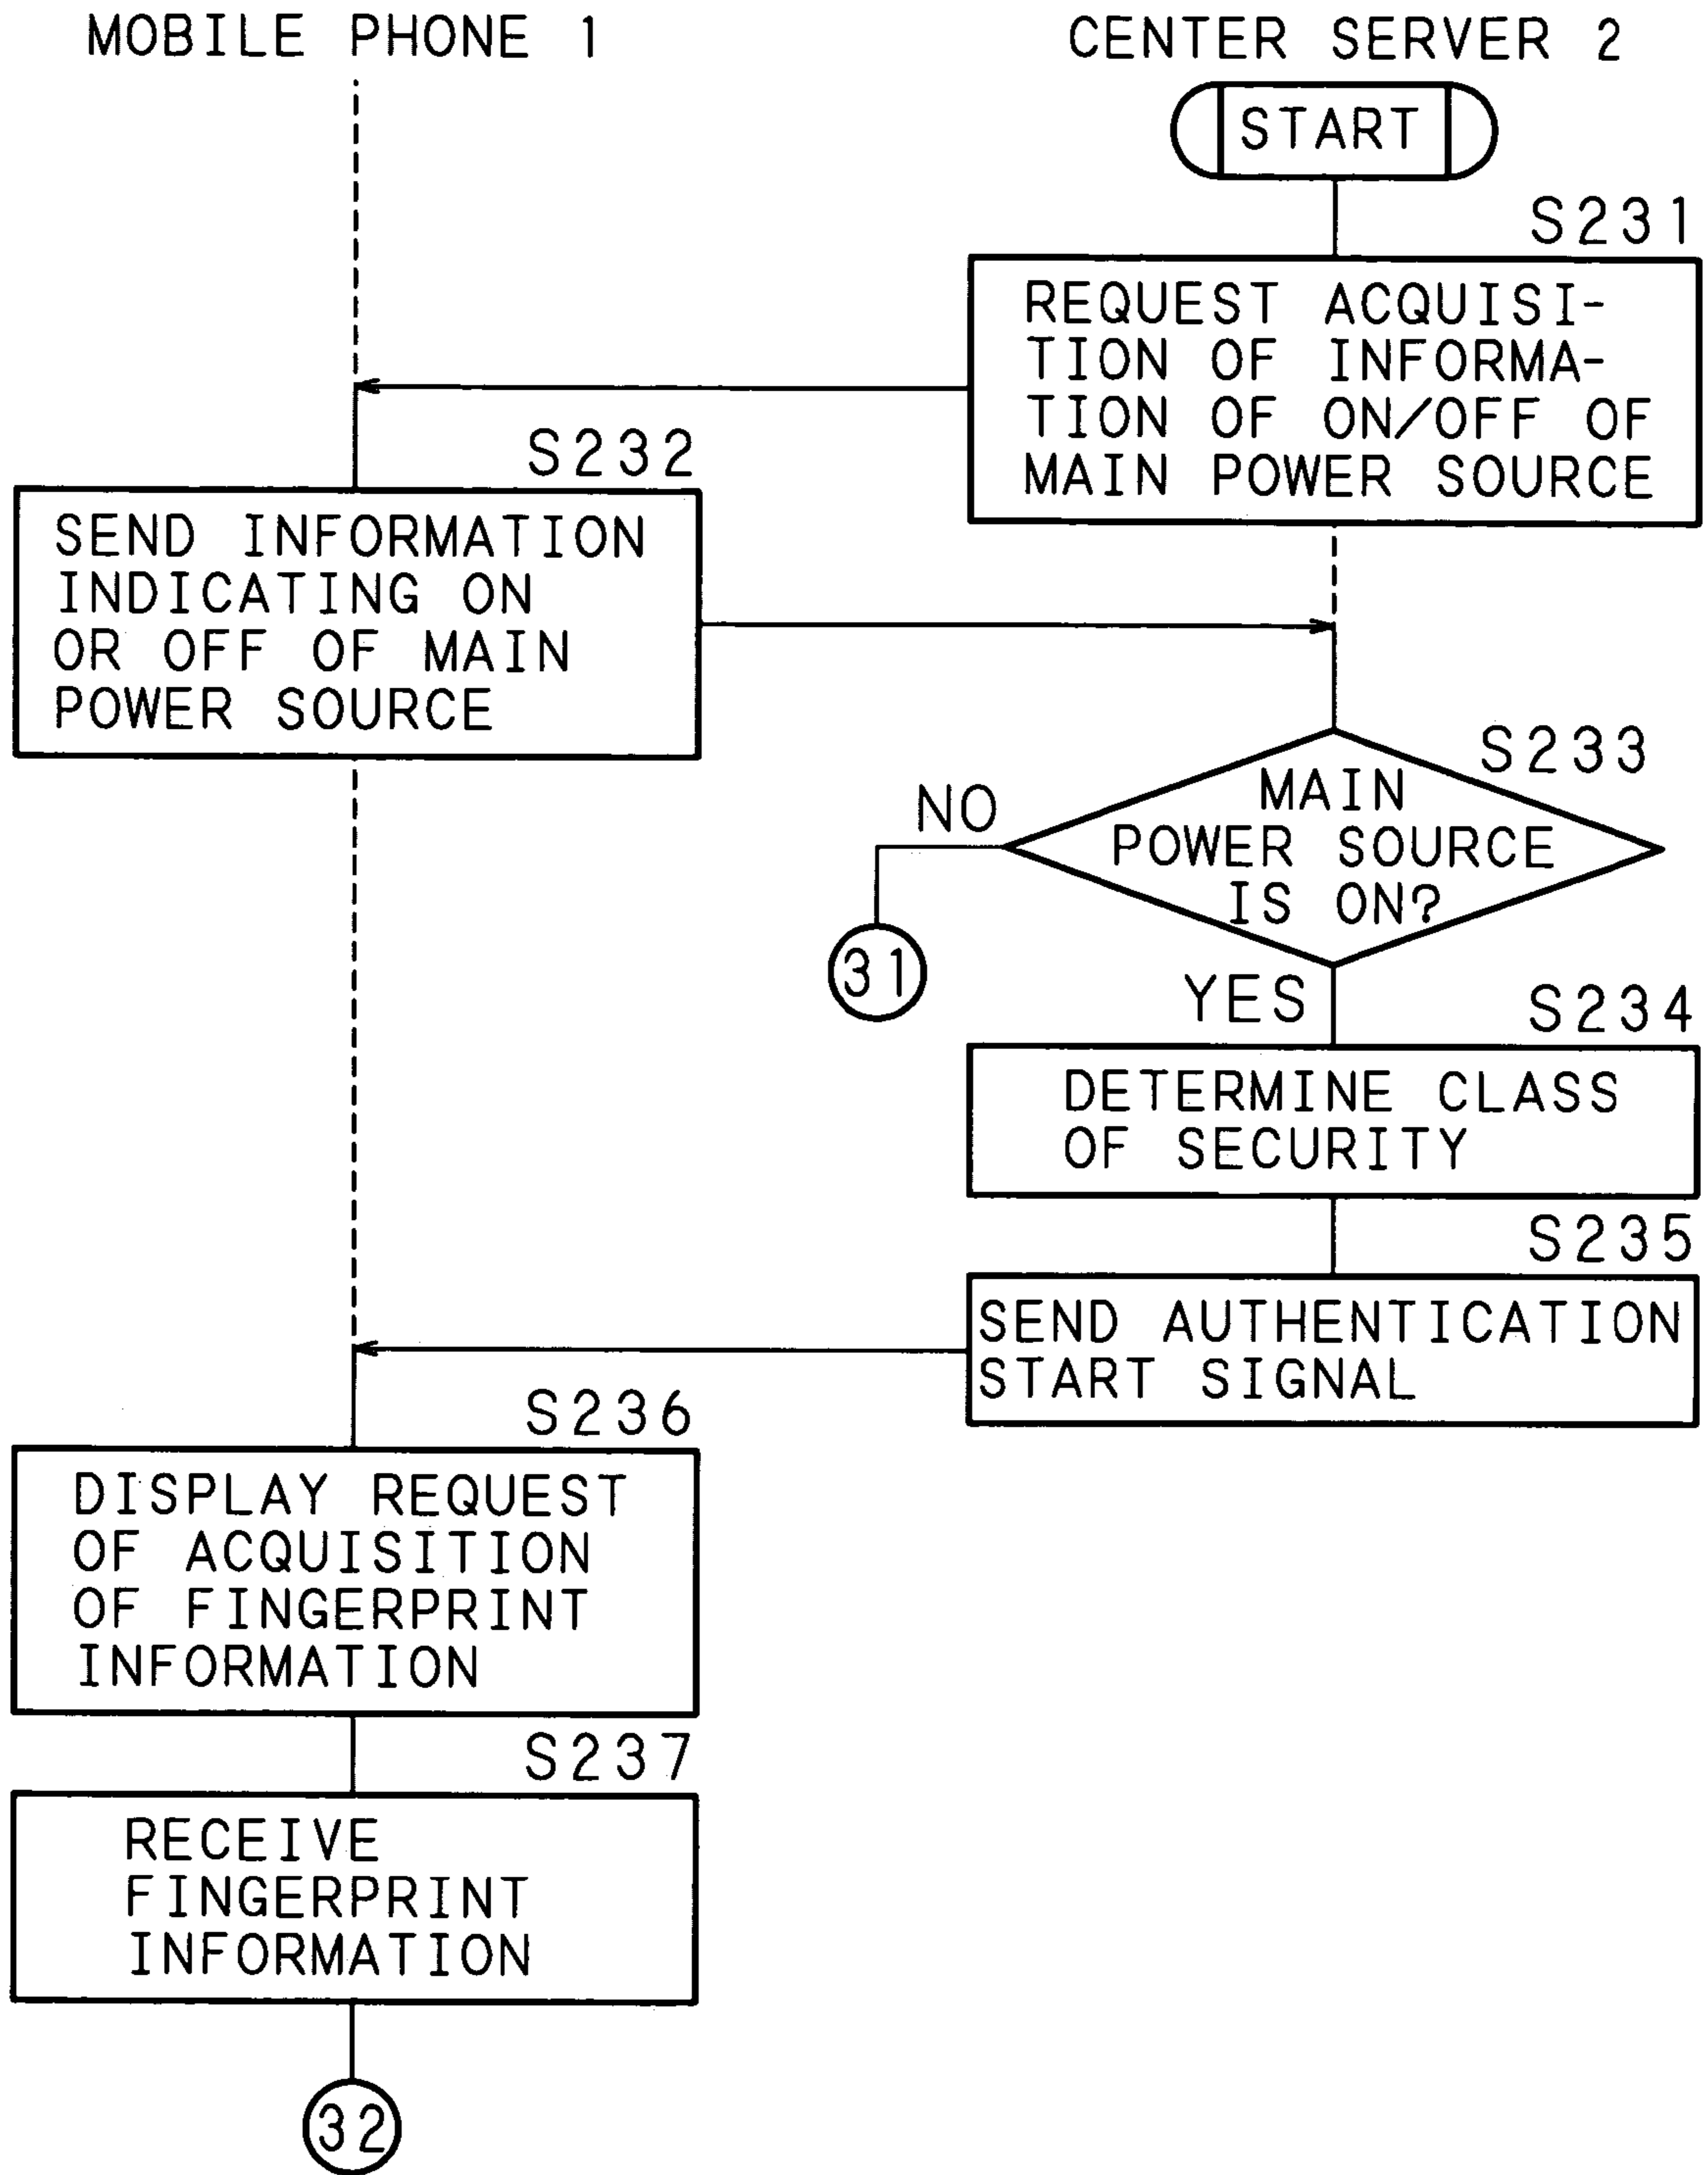 MOBILE PHONE 1
CENTER SERVER 2
START
S231
REQUEST ACQUISI-
TION OF INFORMA-
TION OF ON/OFF OF
MAIN POWER SOURCE
S232
SEND INFORMATION
INDICATING ON
OR OFF OF MAIN
POWER SOURCE
S233
MAIN
POWER SOURCE
IS ON?
NO
31
YES
S234
DETERMINE CLASS
OF SECURITY
S235
SEND AUTHENTICATION
START SIGNAL
S236
DISPLAY REQUEST
OF ACQUISITION
OF FINGERPRINT
INFORMATION
S237
RECEIVE
FINGERPRINT
INFORMATION
32